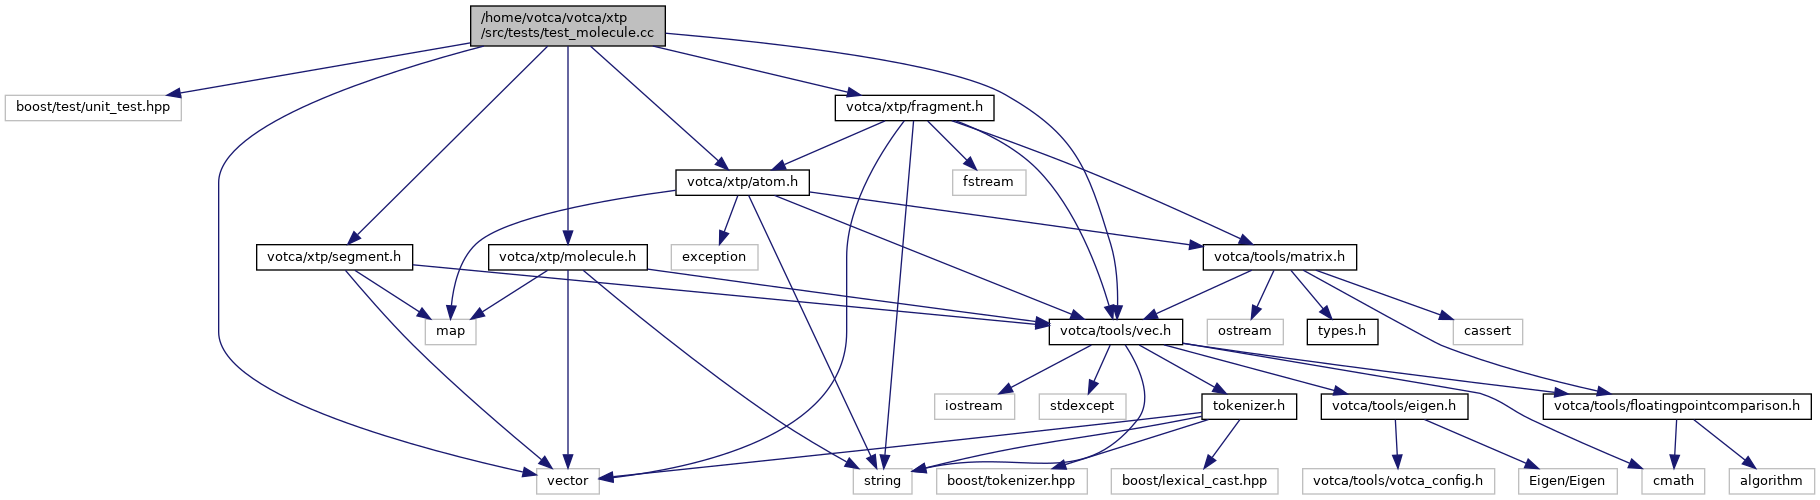 /home/votca/votca/xtp
/src/tests/test_molecule.cc
boost/test/unit_test.hpp
votca/xtp/fragment.h
votca/xtp/atom.h
fstream
votca/xtp/segment.h
votca/xtp/molecule.h
exception
votca/tools/matrix.h
map
votca/tools/vec.h
ostream
types.h
cassert
iostream
stdexcept
tokenizer.h
votca/tools/eigen.h
votca/tools/floatingpointcomparison.h
vector
string
boost/tokenizer.hpp
boost/lexical_cast.hpp
votca/tools/votca_config.h
Eigen/Eigen
cmath
algorithm